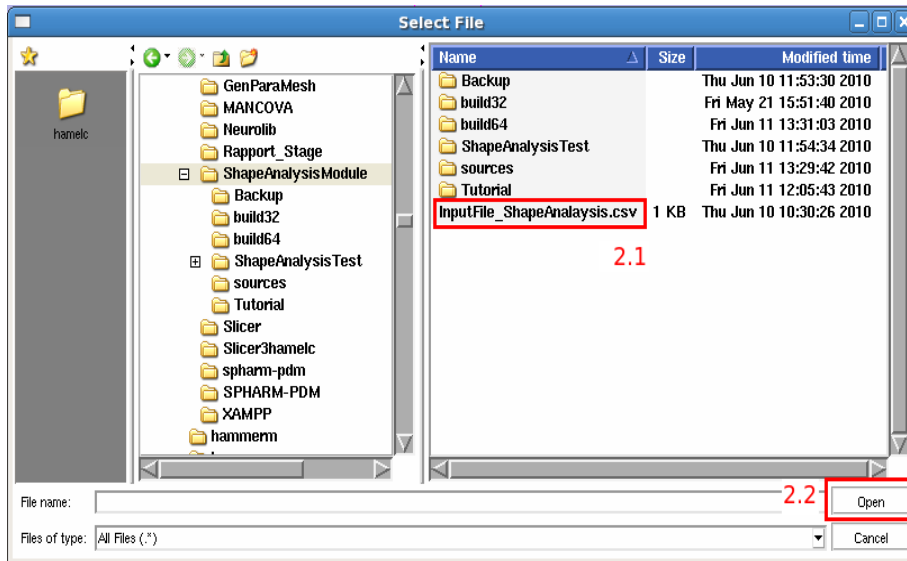 Select File
hamelc
GenParaMesh
MANCOVA
Neurolib
Rapport_Stage
ShapeAnalysisModule
Backup
build32
build64
ShapeAnalysisTest
sources
Tutorial
Slicer
Slicer3hamelc
spharm-pdm
SPHARM-PDM
XAMPP
hammerm
Name Size Modified time
Backup Thu Jun 10 11:53:30 2010
build32 Fri May 21 15:51:40 2010
build64 Fri Jun 11 13:31:03 2010
ShapeAnalysisTest Thu Jun 10 11:54:34 2010
sources Fri Jun 11 13:29:42 2010
Tutorial Fri Jun 11 12:05:43 2010
InputFile_ShapeAnalaysis.csv 1 KB Thu Jun 10 10:30:26 2010
2.1
File name: 2.2 Open
Files of type: All Files (.*) Cancel